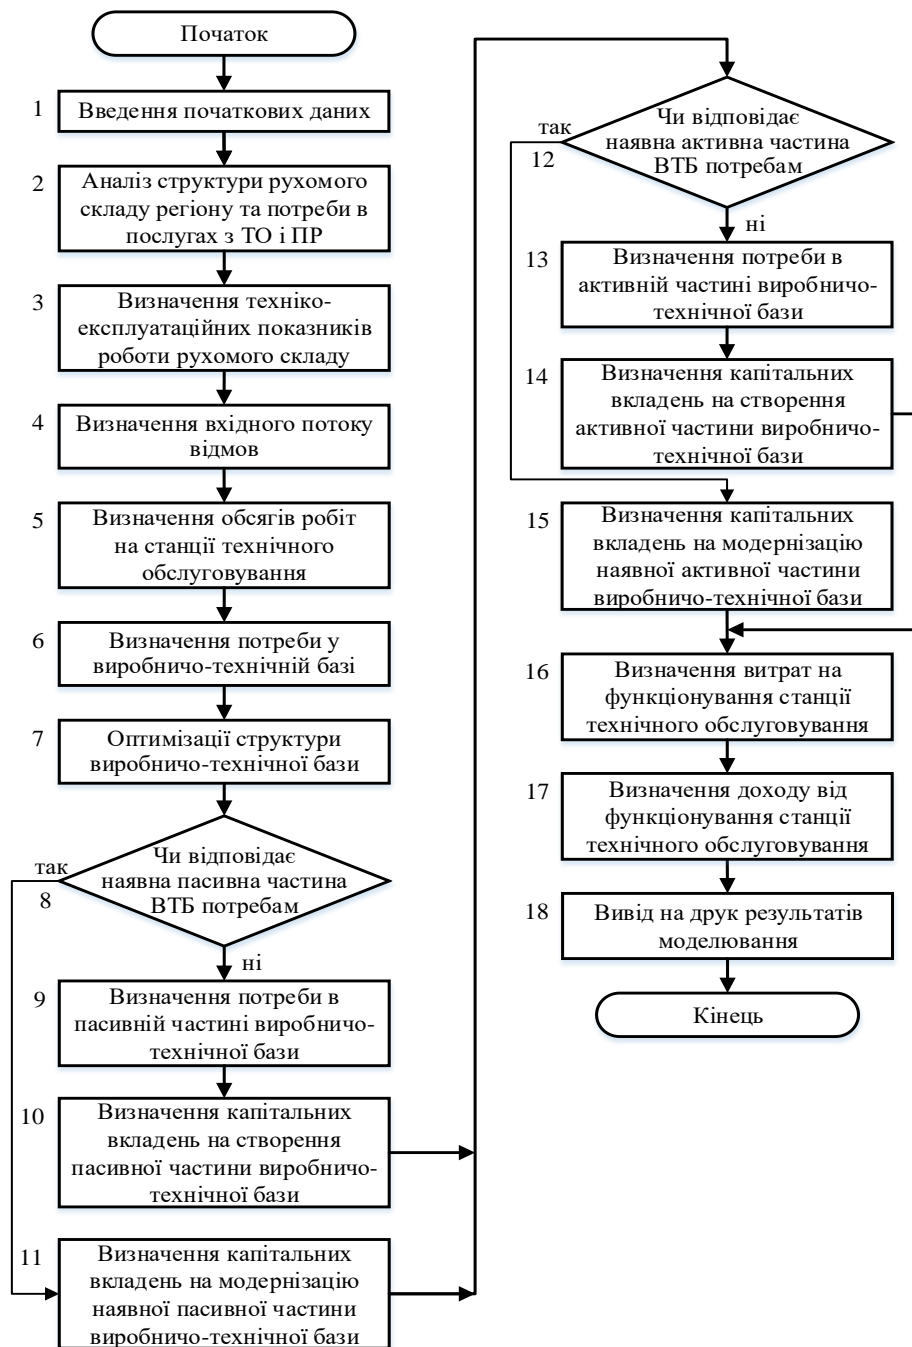 Початок
1
Введення початкових даних
2
Аналіз структури рухомого
складу регіону та потреби в
послугах з ТО і ПР
3
Визначення техніко-
експлуатаційних показників
роботи рухомого складу
4
Визначення вхідного потоку
відмов
5
Визначення обсягів робіт
на станції технічного
обслуговування
6
Визначення потреби у
виробничо-технічній базі
7
Оптимізації структури
виробничо-технічної бази
так
8
Чи відповідає
наявна пасивна частина
ВТБ потребам
ні
9
Визначення потреби в
пасивній частині виробничо-
технічної бази
10
Визначення капітальних
вкладень на створення
пасивної частини виробничо-
технічної бази
11
Визначення капітальних
вкладень на модернізацію
наявної пасивної частини
виробничо-технічної бази
так
12
Чи відповідає
наявна активна частина
ВТБ потребам
ні
13
Визначення потреби в
активній частині виробничо-
технічної бази
14
Визначення капітальних
вкладень на створення
активної частини виробничо-
технічної бази
15
Визначення капітальних
вкладень на модернізацію
наявної активної частини
виробничо-технічної бази
16
Визначення витрат на
функціонування станції
технічного обслуговування
17
Визначення доходу від
функціонування станції
технічного обслуговування
18
Вивід на друк результатів
моделювання
Кінець